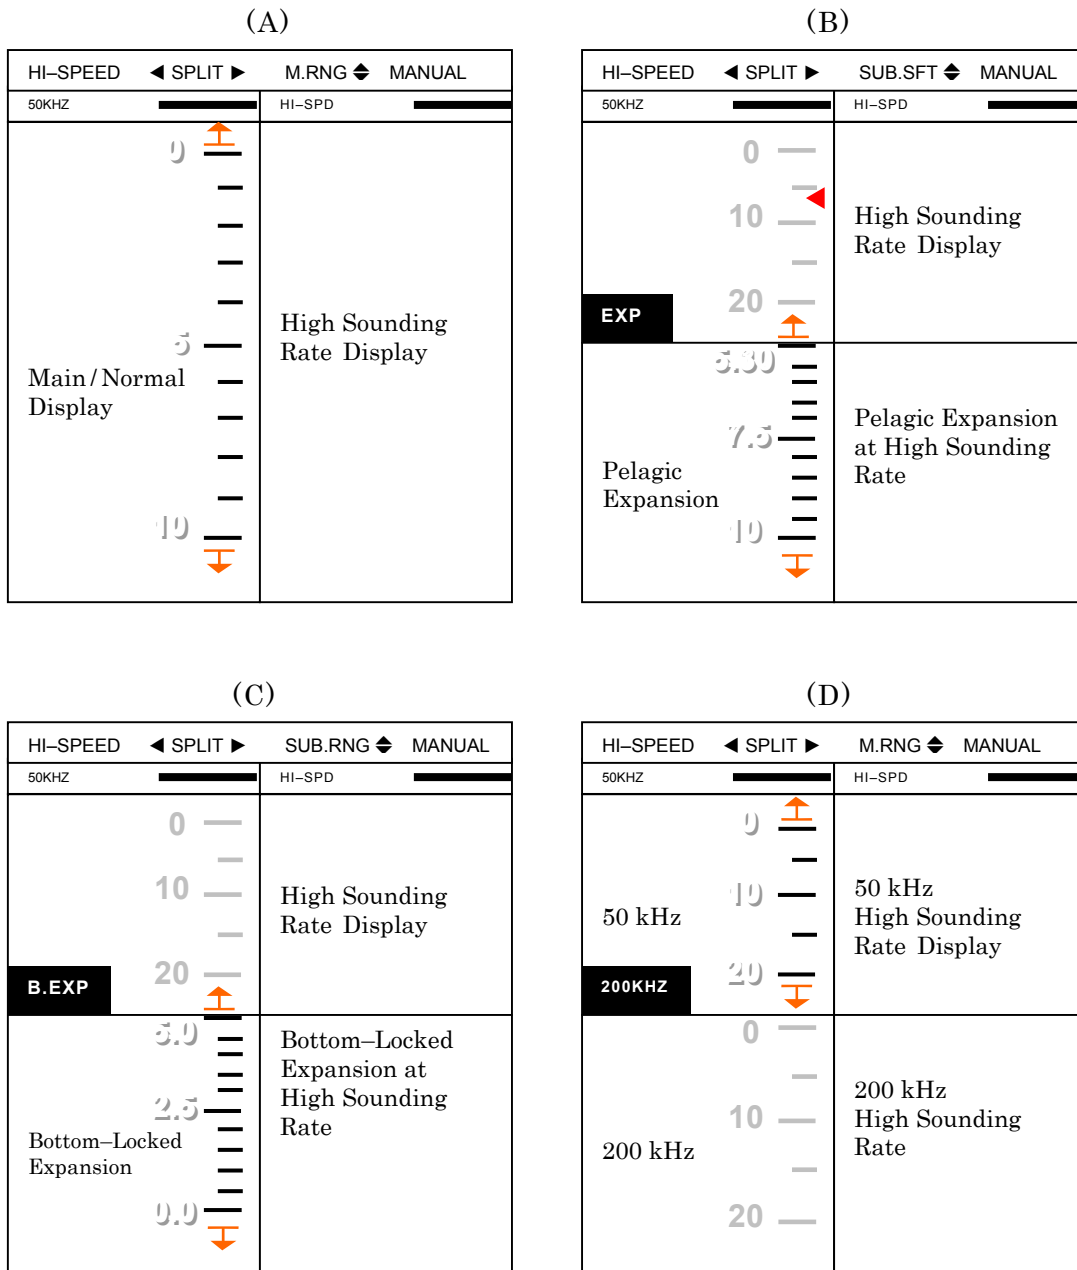 (A)
HI–SPEED ◀ SPLIT ▶ M.RNG ◆ MANUAL
50KHZ HI–SPD
0
5
10
Main / Normal
Display
High Sounding
Rate Display
(B)
HI–SPEED ◀ SPLIT ▶ SUB.SFT ◆ MANUAL
50KHZ HI–SPD
0
10
20
EXP
High Sounding
Rate Display
5.30
7.5
10
Pelagic
Expansion
Pelagic Expansion
at High Sounding
Rate
(C)
HI–SPEED ◀ SPLIT ▶ SUB.RNG ◆ MANUAL
50KHZ HI–SPD
0
10
20
B.EXP
High Sounding
Rate Display
5.0
2.5
0.0
Bottom–Locked
Expansion
Bottom–Locked
Expansion at
High Sounding
Rate
(D)
HI–SPEED ◀ SPLIT ▶ M.RNG ◆ MANUAL
50KHZ HI–SPD
0
10
20
50 kHz
200KHZ
50 kHz
High Sounding
Rate Display
0
10
20
200 kHz
200 kHz
High Sounding
Rate